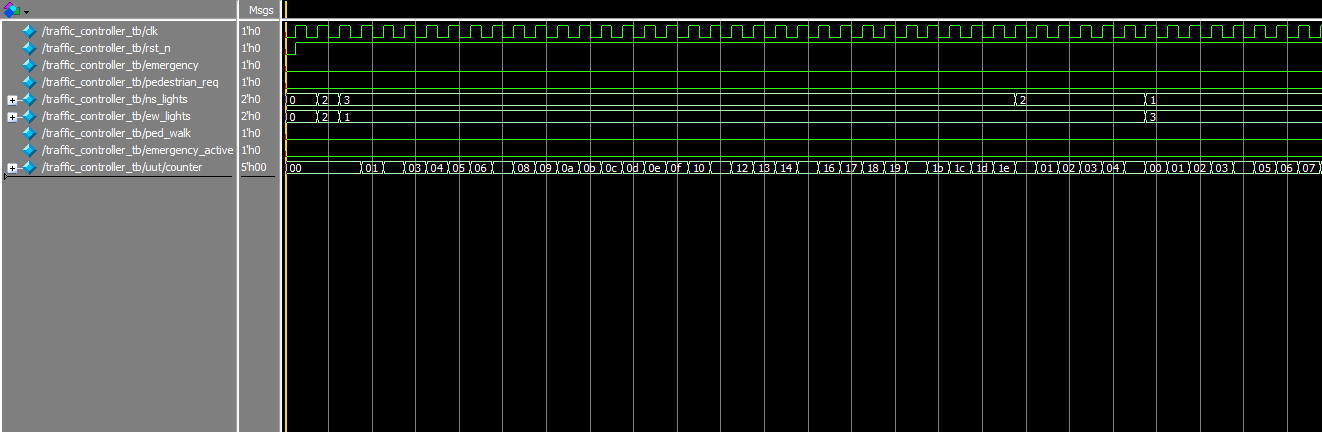 Msgs
/traffic_controller_tb/clk 1'h0
/traffic_controller_tb/rst_n 1'h0
/traffic_controller_tb/emergency 1'h0
/traffic_controller_tb/pedestrian_req 1'h0
/traffic_controller_tb/ns_lights 2'h0 0 2 3 2 1
/traffic_controller_tb/ew_lights 2'h0 0 2 1 3
/traffic_controller_tb/ped_walk 1'h0
/traffic_controller_tb/emergency_active 1'h0
/traffic_controller_tb/uut/counter 5'h00 00 01 03 04 05 06 08 09 0a 0b 0c 0d 0e 0f 10 12 13 14 16 17 18 19 1b 1c 1d 1e 01 02 03 04 00 01 02 03 05 06 07